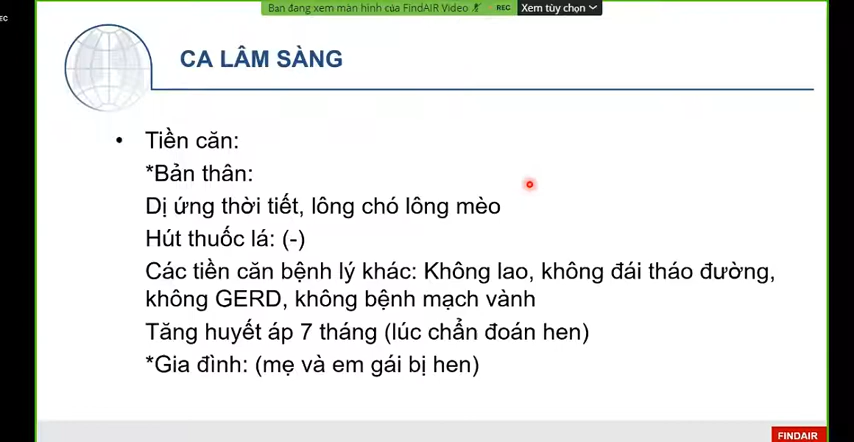 EC
Bạn đang xem màn hình của FindAIR Video
REC
Xem tùy chọn
CA LÂM SÀNG
• Tiền căn:
*Bản thân:
Dị ứng thời tiết, lông chó lông mèo
Hút thuốc lá: (-)
Các tiền căn bệnh lý khác: Không lao, không đái tháo đường,
không GERD, không bệnh mạch vành
Tăng huyết áp 7 tháng (lúc chẩn đoán hen)
*Gia đình: (mẹ và em gái bị hen)
FINDAIR